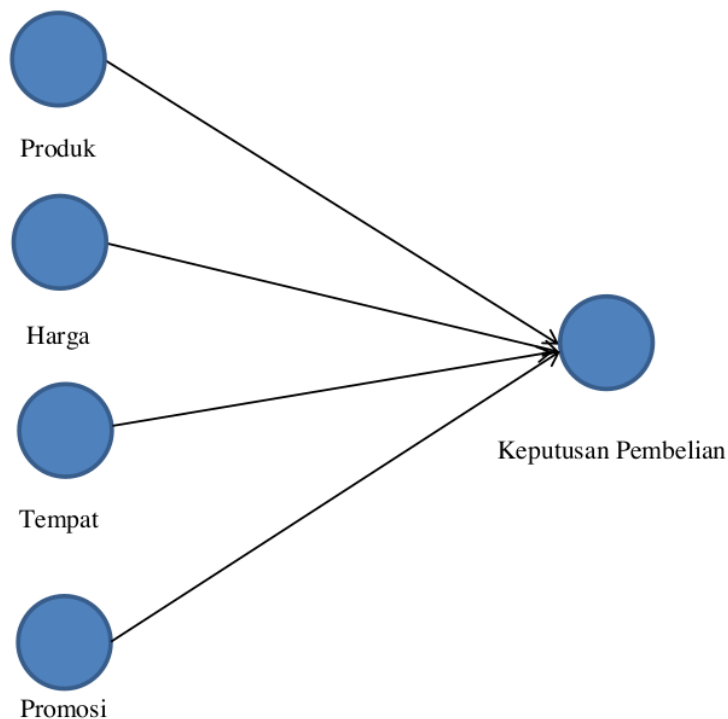 Produk
Harga
Keputusan Pembelian
Tempat
Promosi